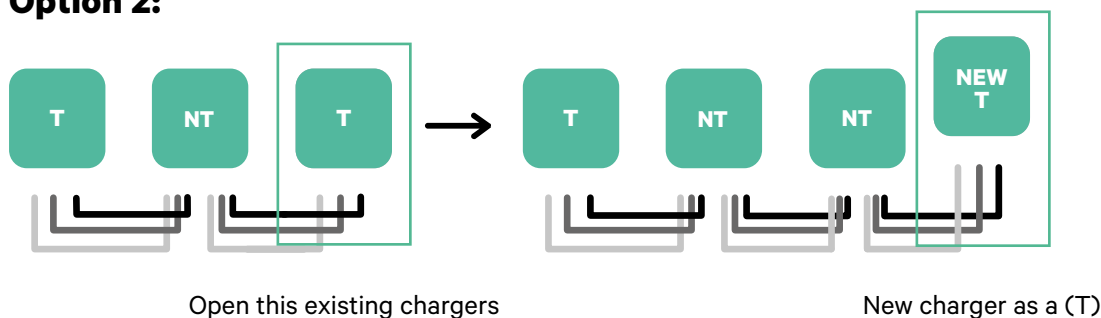 Option 2:
T
NT
T
T
NT
NT
NEW
T
Open this existing chargers
New charger as a (T)